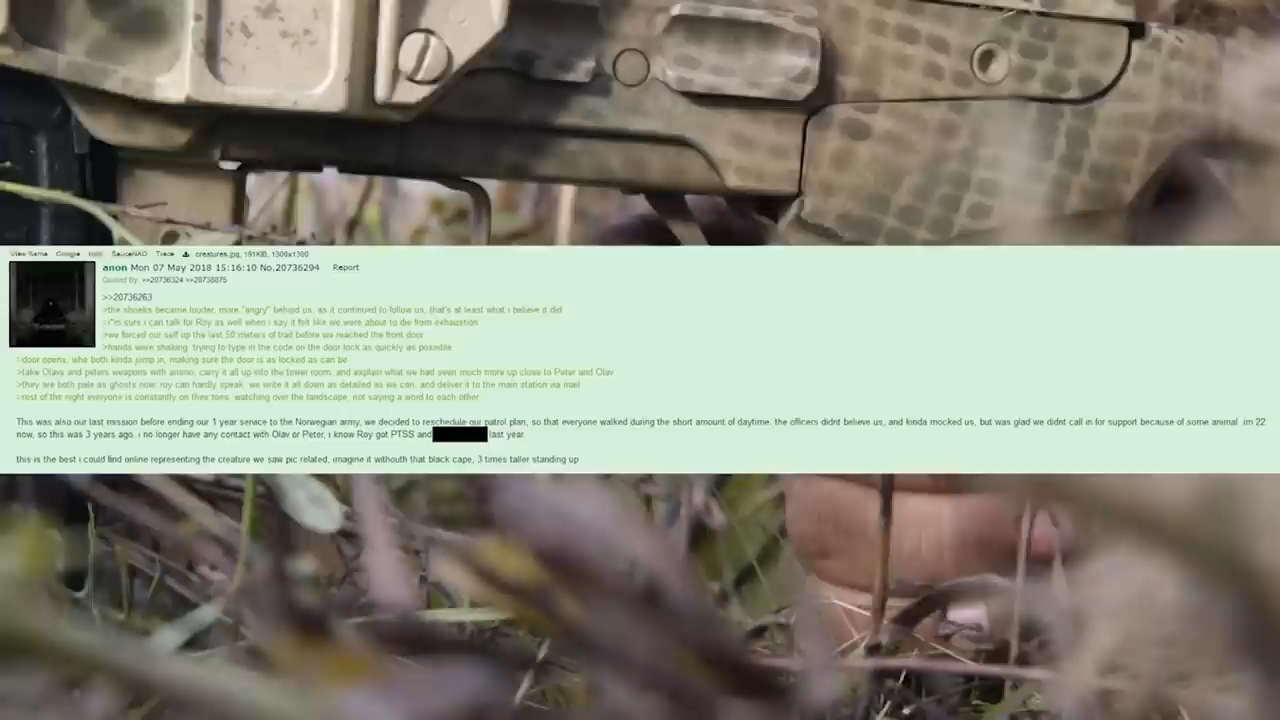 View Same Google iqdb SauceNAO Trace creatures.jpg, 191KiB, 1300x1300
anon Mon 07 May 2018 15:16:10 No.20736294 Report
Quoted By: >>20736324 >>20738875
>>20736263
>the shreaks became louder, more "angry" behind us, as it continued to follow us, that's at least what i believe it did
>i'm sure i can talk for Roy as well when i say it felt like we were about to die from exhaustion
>we forced our self up the last 50 meters of trail before we reached the front door
>hands were shaking, trying to type in the code on the door lock as quickly as possible
>door opens, whe both kinda jump in, making sure the door is as locked as can be
>take Olavs and peters weapons with ammo, carry it all up into the tower room, and explain what we had seen much more up close to Peter and Olav
>they are both pale as ghosts now, roy can hardly speak, we write it all down as detailed as we can, and deliver it to the main station via mail
>rest of the night everyone is constantly on their toes, watching over the landscape, not saying a word to each other
This was also our last mission before ending our 1 year service to the Norwegian army, we decided to reschedule our patrol plan, so that everyone walked during the short amount of daytime. the officers didnt belive us, and kinda mocked us, but was glad we didnt call in for support because of some animal. im 22
now, so this was 3 years ago. i no longer have any contact with Olav or Peter, i know Roy got PTSS and last year.
this is the best i could find online representing the creature we saw pic related, imagine it withouth that black cape, 3 times taller standing up